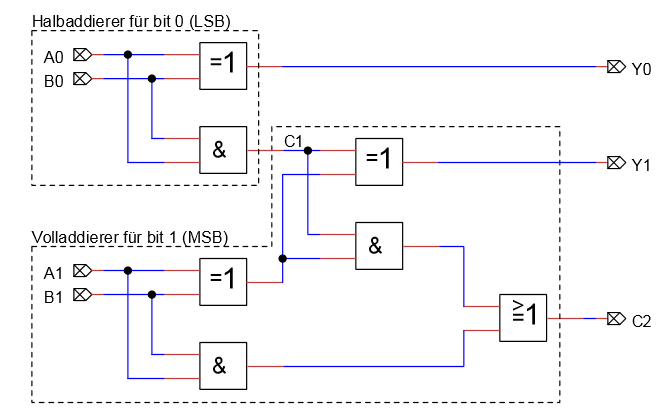 Halbaddierer für bit 0 (LSB)
A0
B0
=1
Y0
&
C1
=1
Y1
Volladdierer für bit 1 (MSB)
&
A1
B1
=1
≥1
C2
&